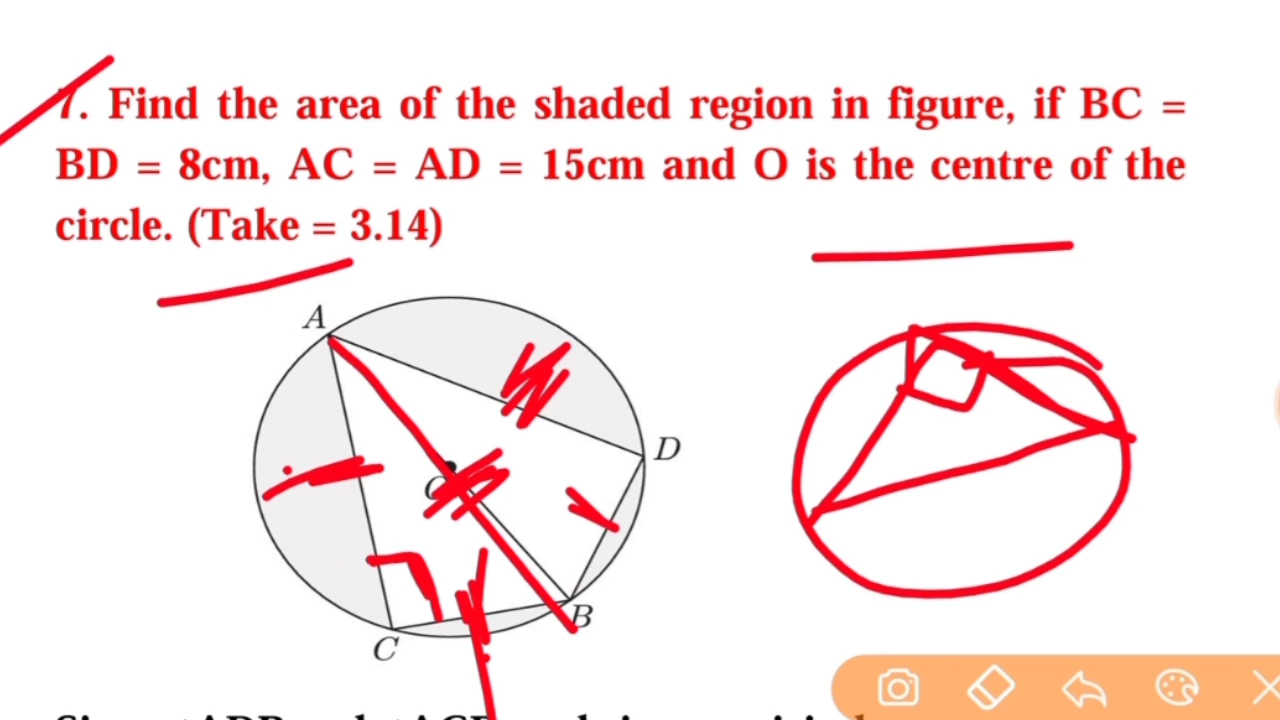 7. Find the area of the shaded region in figure, if BC =
BD = 8cm, AC = AD = 15cm and O is the centre of the
circle. (Take = 3.14)
A
D
B
C